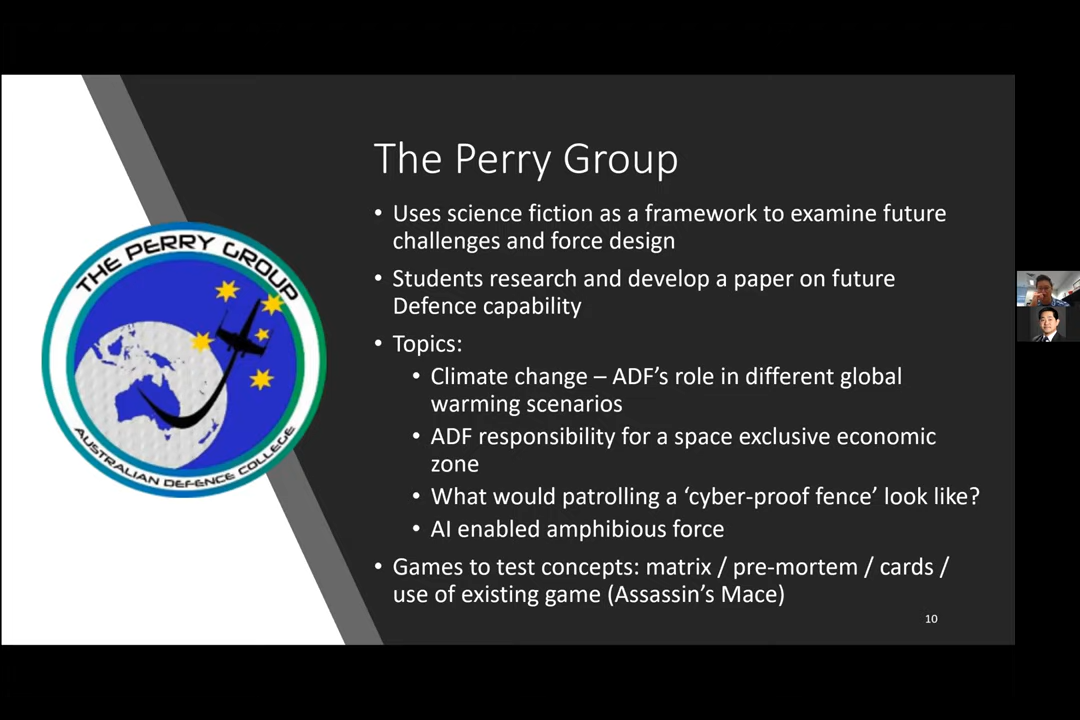 The Perry Group
• Uses science fiction as a framework to examine future
challenges and force design
• Students research and develop a paper on future
Defence capability
• Topics:
• Climate change – ADF’s role in different global
warming scenarios
• ADF responsibility for a space exclusive economic
zone
• What would patrolling a ‘cyber-proof fence’ look like?
• AI enabled amphibious force
• Games to test concepts: matrix / pre-mortem / cards /
use of existing game (Assassin’s Mace)
10
THE PERRY GROUP
AUSTRALIAN DEFENCE COLLEGE